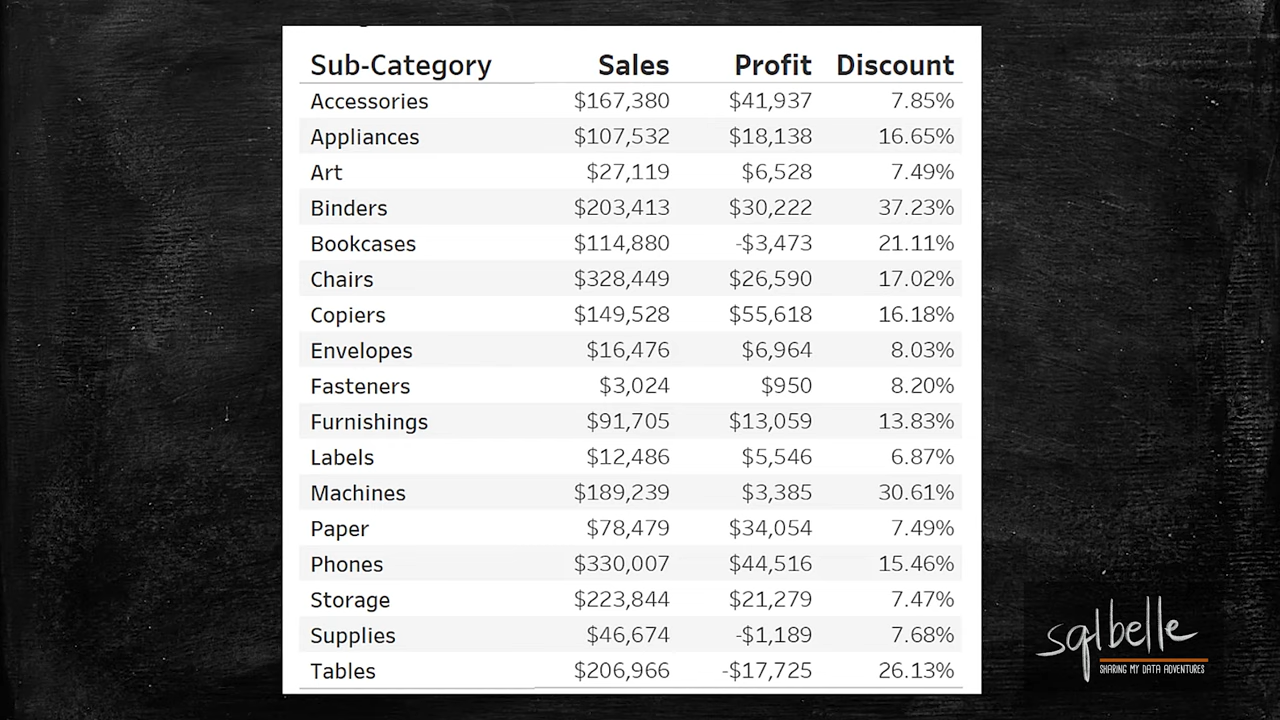 Sub-Category Sales Profit Discount
Accessories $167,380 $41,937 7.85%
Appliances $107,532 $18,138 16.65%
Art $27,119 $6,528 7.49%
Binders $203,413 $30,222 37.23%
Bookcases $114,880 -$3,473 21.11%
Chairs $328,449 $26,590 17.02%
Copiers $149,528 $55,618 16.18%
Envelopes $16,476 $6,964 8.03%
Fasteners $3,024 $950 8.20%
Furnishings $91,705 $13,059 13.83%
Labels $12,486 $5,546 6.87%
Machines $189,239 $3,385 30.61%
Paper $78,479 $34,054 7.49%
Phones $330,007 $44,516 15.46%
Storage $223,844 $21,279 7.47%
Supplies $46,674 -$1,189 7.68%
Tables $206,966 -$17,725 26.13%
sqlbelle
SHARING MY DATA ADVENTURES